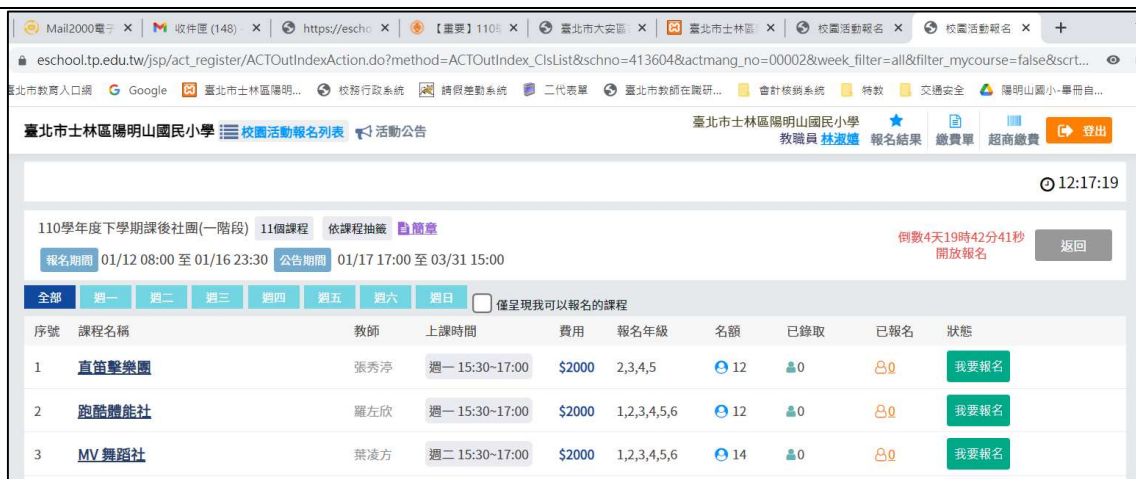 Mail2000電子 × 收件匣 (148) - × https://escho × 【重要】110 × 臺北市大安區 × 臺北市士林區 × 校園活動報名 × 校園活動報名 × +
eschool.tp.edu.tw/jsp/act_register/ACTOutIndexAction.do?method=ACTOutIndex_ClsList&schno=413604&actmang_no=00002&week_filter=all&filter_mycourse=false&scrt...
臺北市教育入口網 Google 臺北市士林區陽明... 校務行政系統 請假差勤系統 二代表單 臺北市教師在職研... 會計核銷系統 特教 交通安全 陽明山國小-畢冊自...
臺北市士林區陽明山國民小學 校園活動報名列表 活動公告
臺北市士林區陽明山國民小學
教職員 林淑嬉 報名結果 繳費單 超商繳費 登出
12:17:19
110學年度下學期課後社團(一階段) 11個課程 依課程抽籤 簡章
報名期間 01/12 08:00 至 01/16 23:30 公告期間 01/17 17:00 至 03/31 15:00
倒數4天19時42分41秒
開放報名
返回
全部 週一 週二 週三 週四 週五 週六 週日 僅呈現我可以報名的課程
序號 課程名稱 教師 上課時間 費用 報名年級 名額 已錄取 已報名 狀態
1 直笛擊樂團 張秀渟 週一 15:30~17:00 $2000 2,3,4,5 12 0 0 我要報名
2 跑酷體能社 羅左欣 週一 15:30~17:00 $2000 1,2,3,4,5,6 12 0 0 我要報名
3 MV 舞蹈社 葉凌方 週二 15:30~17:00 $2000 1,2,3,4,5,6 14 0 0 我要報名